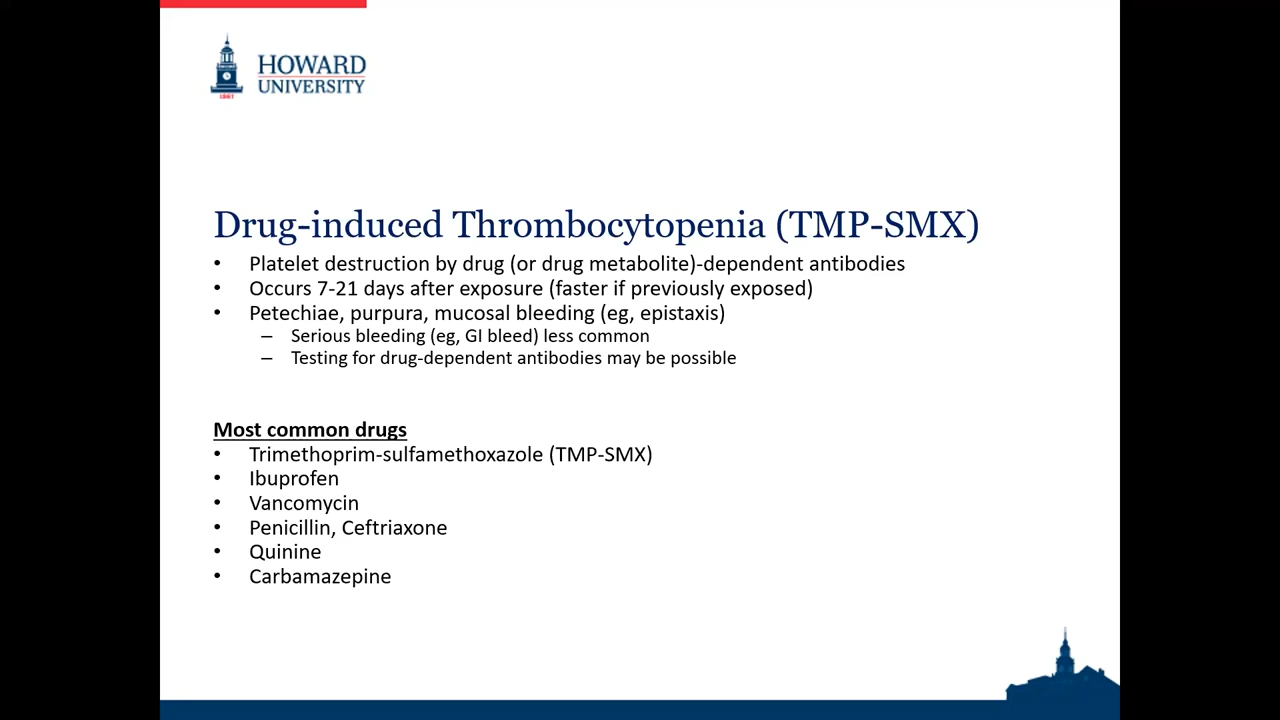 HOWARD
UNIVERSITY
1867
Drug-induced Thrombocytopenia (TMP-SMX)
• Platelet destruction by drug (or drug metabolite)-dependent antibodies
• Occurs 7-21 days after exposure (faster if previously exposed)
• Petechiae, purpura, mucosal bleeding (eg, epistaxis)
– Serious bleeding (eg, GI bleed) less common
– Testing for drug-dependent antibodies may be possible
Most common drugs
• Trimethoprim-sulfamethoxazole (TMP-SMX)
• Ibuprofen
• Vancomycin
• Penicillin, Ceftriaxone
• Quinine
• Carbamazepine